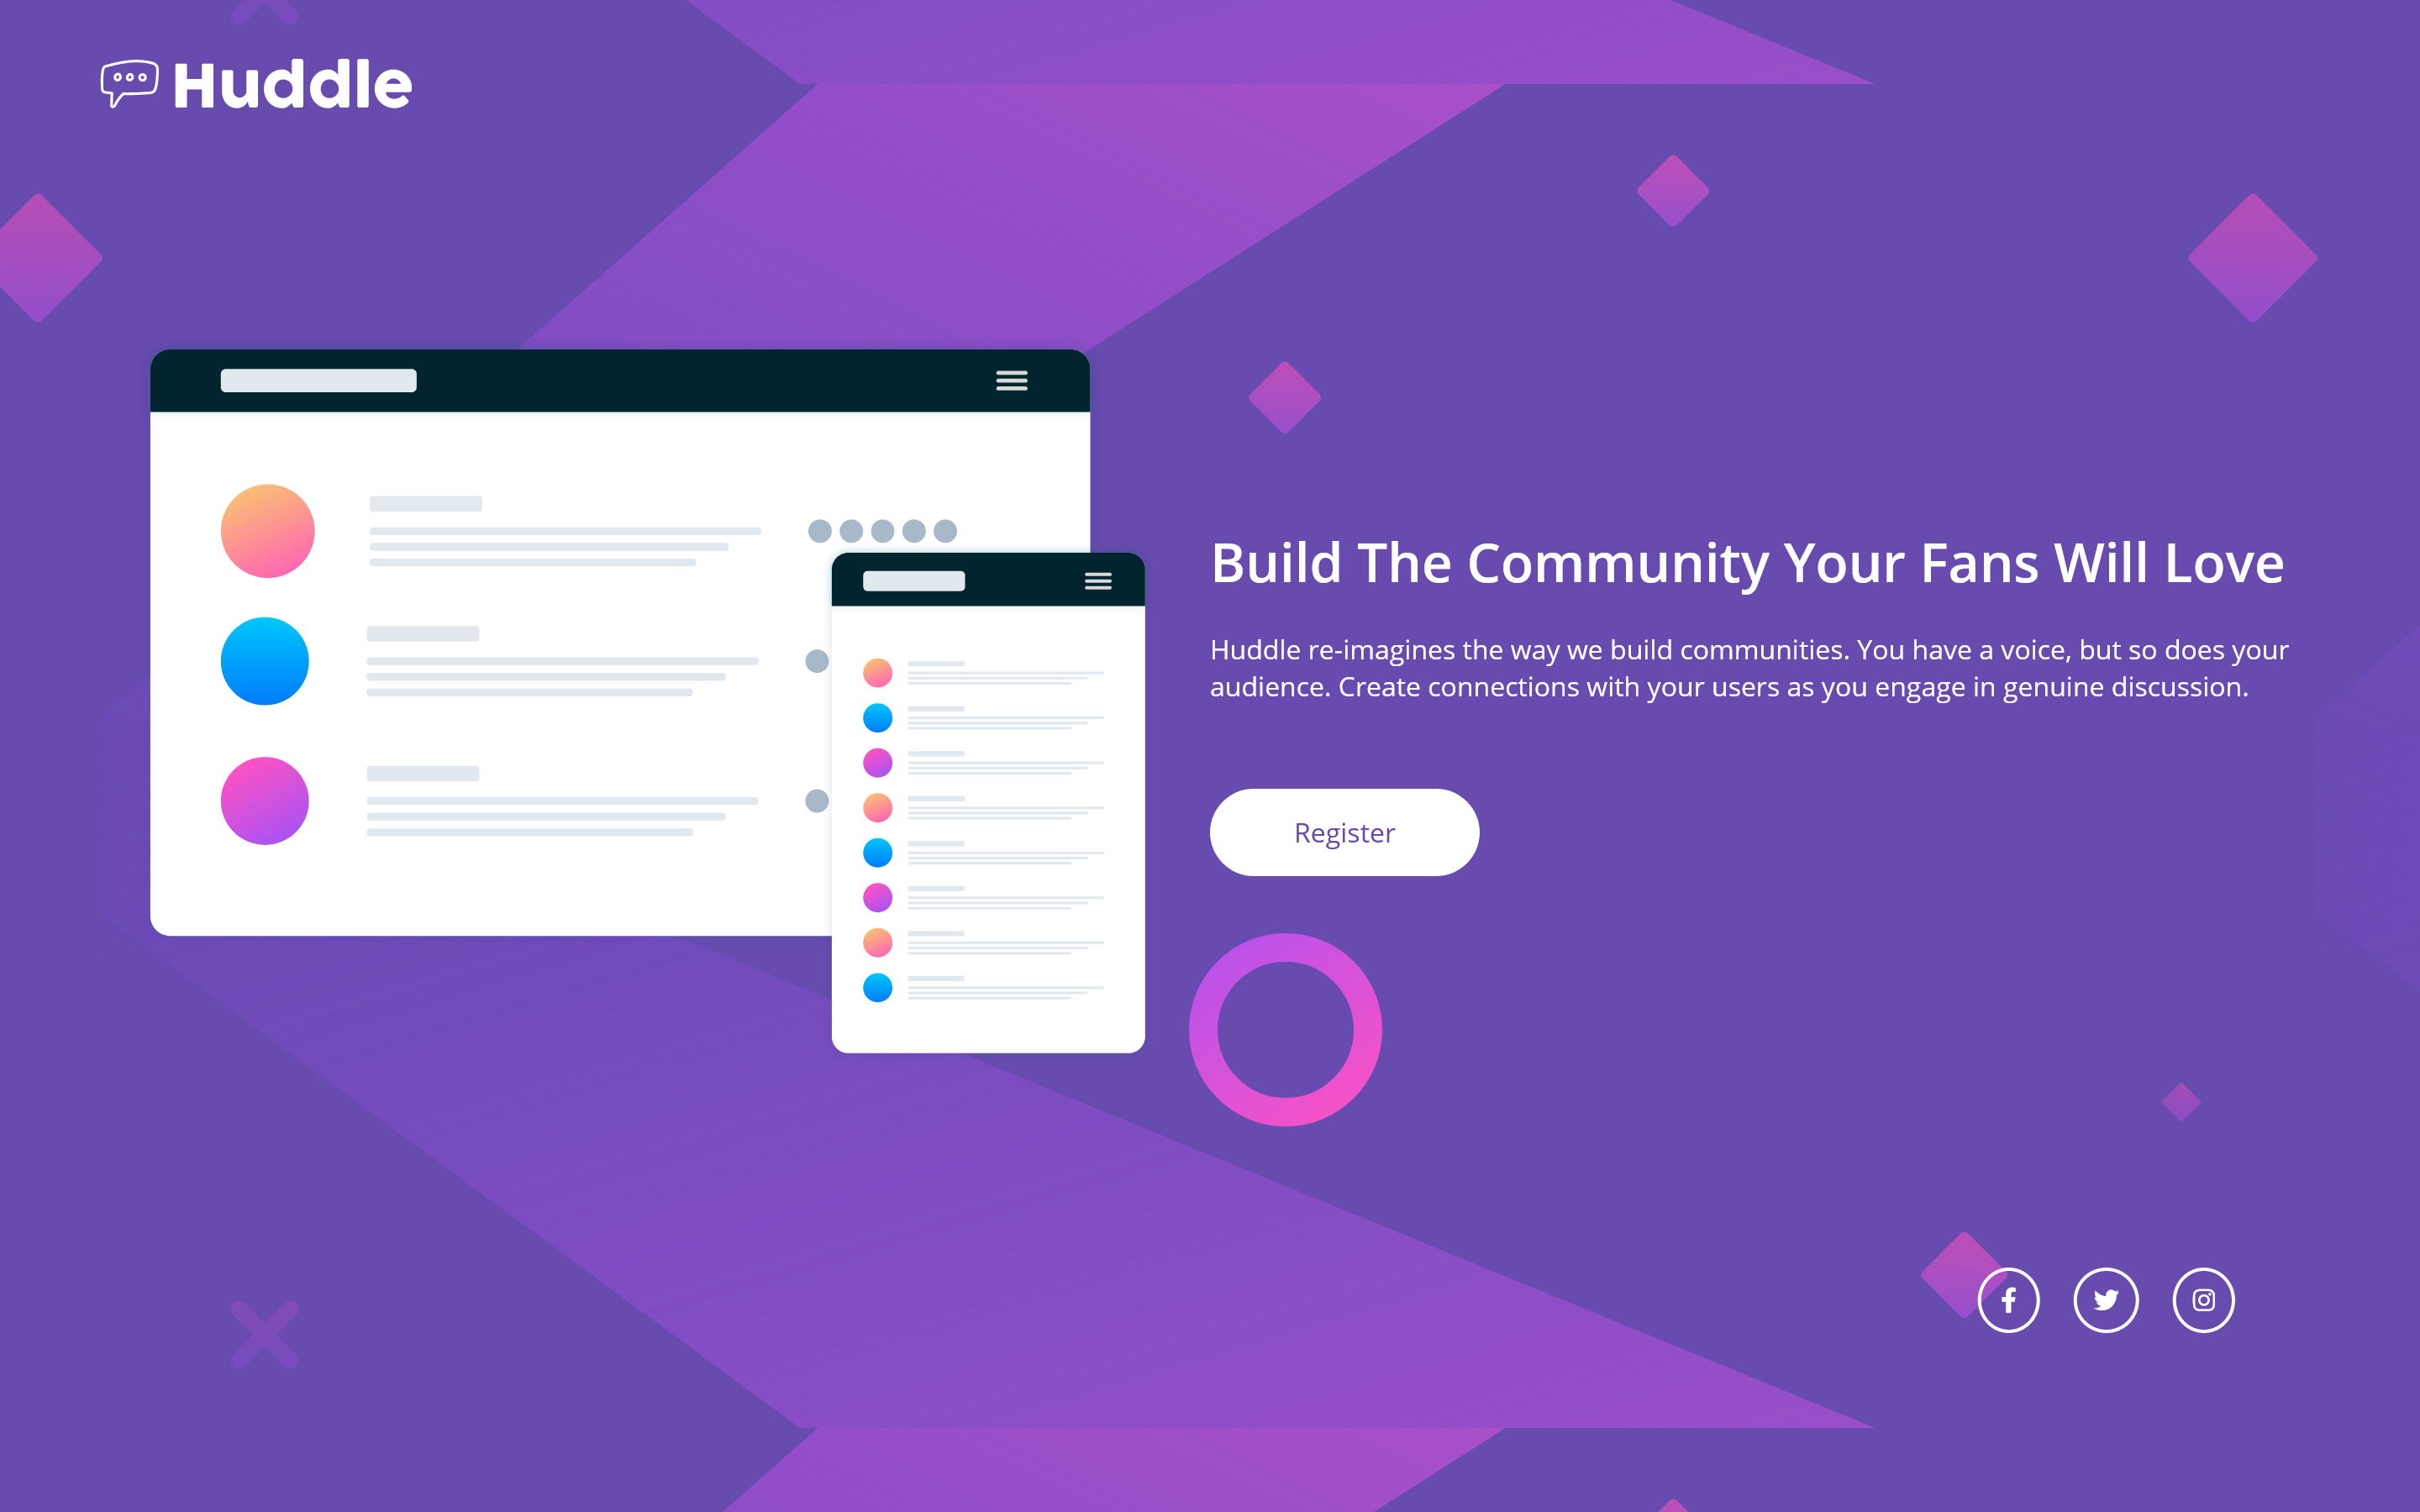 Huddle
Build The Community Your Fans Will Love
Huddle re-imagines the way we build communities. You have a voice, but so does your
audience. Create connections with your users as you engage in genuine discussion.
Register